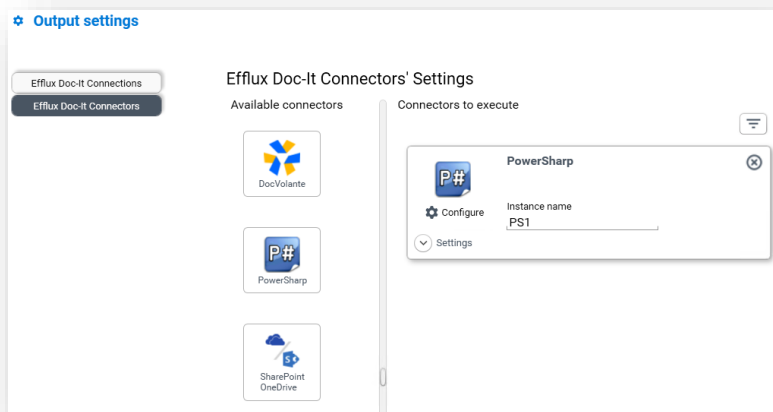 Output settings
Efflux Doc-It Connections
Efflux Doc-It Connectors
Efflux Doc-It Connectors' Settings
Available connectors
DocVolante
P#
PowerSharp
S
SharePoint
OneDrive
Connectors to execute
P#
PowerSharp
Configure
Instance name
PS1
Settings